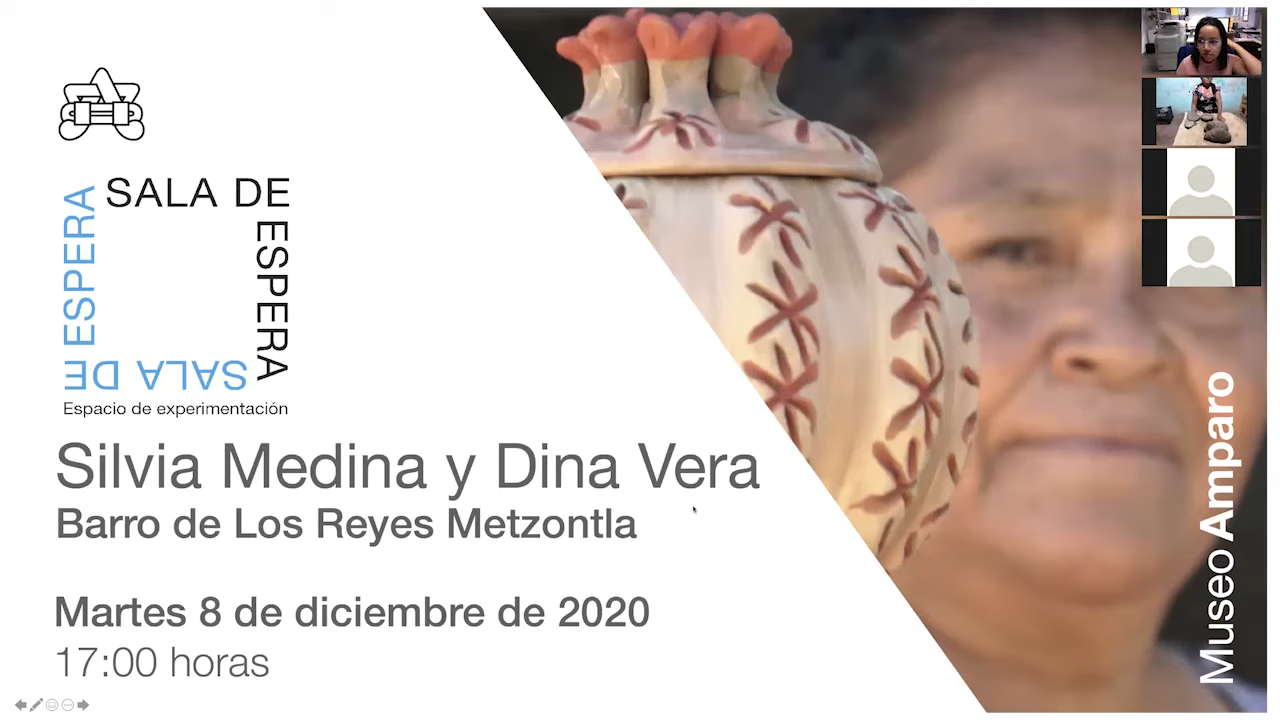 SALA DE
ESPERA
SALA DE
ESPERA
Espacio de experimentación
Silvia Medina y Dina Vera
Barro de Los Reyes Metzontla
Martes 8 de diciembre de 2020
17:00 horas
Museo Amparo